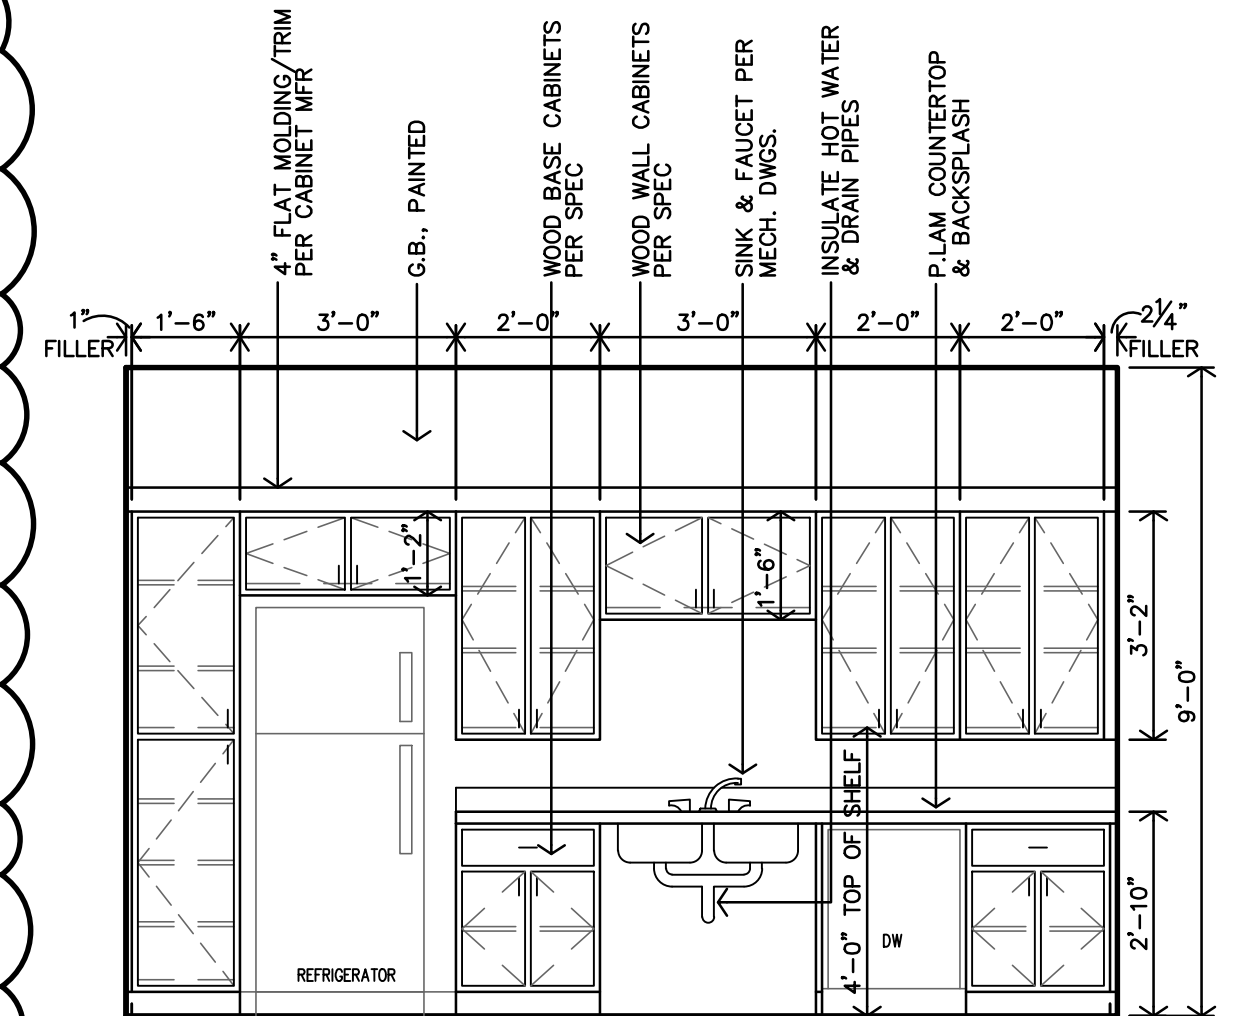 4" FLAT MOLDING/TRIM
PER CABINET MFR
G.B., PAINTED
WOOD BASE CABINETS
PER SPEC
WOOD WALL CABINETS
PER SPEC
SINK & FAUCET PER
MECH. DWGS.
INSULATE HOT WATER
& DRAIN PIPES
P.LAM COUNTERTOP
& BACKSPLASH
1"
FILLER
1'-6"
3'-0"
2'-0"
3'-0"
2'-0"
2'-0"
2 1/4"
FILLER
1'-2"
1'-6"
3'-2"
9'-0"
4'-0" TOP OF SHELF
2'-10"
DW
REFRIGERATOR